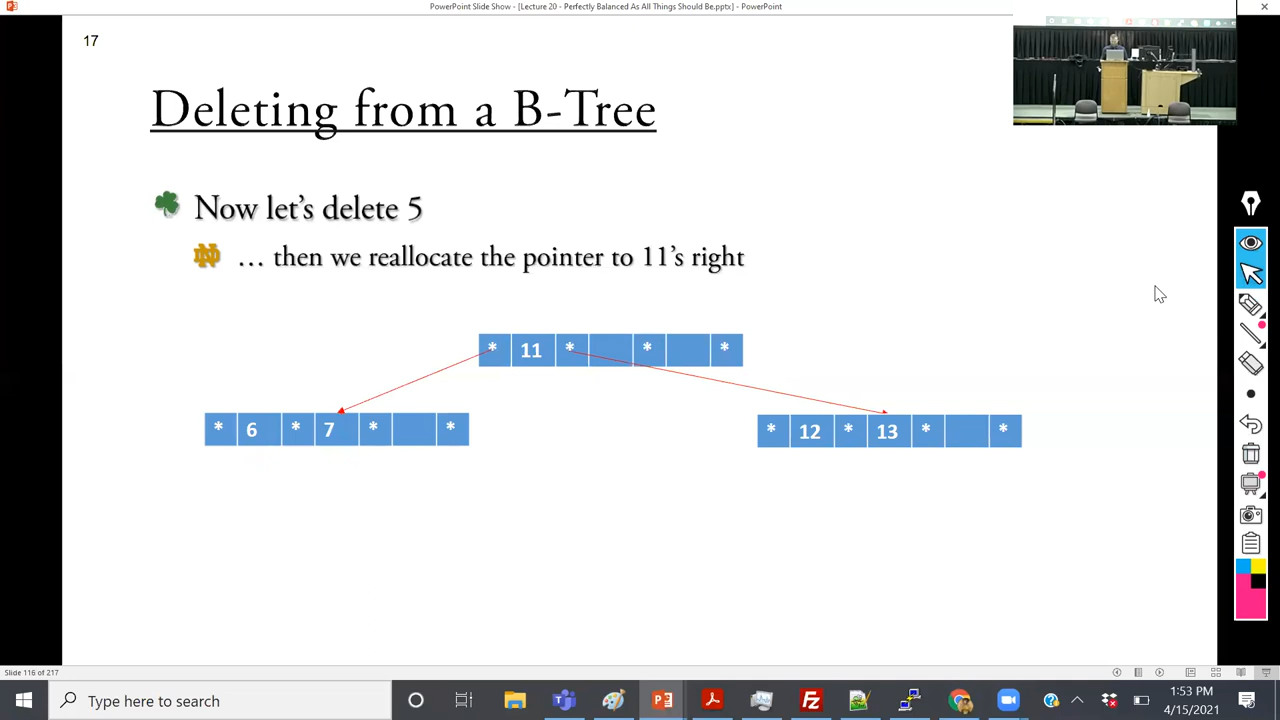 PowerPoint Slide Show - [Lecture 20 - Perfectly Balanced As All Things Should Be.pptx] - PowerPoint
17
Deleting from a B-Tree
Now let's delete 5
… then we reallocate the pointer to 11's right
* 11 * * *
* 6 * 7 * *
* 12 * 13 * *
Slide 116 of 217
Type here to search
1:53 PM
4/15/2021